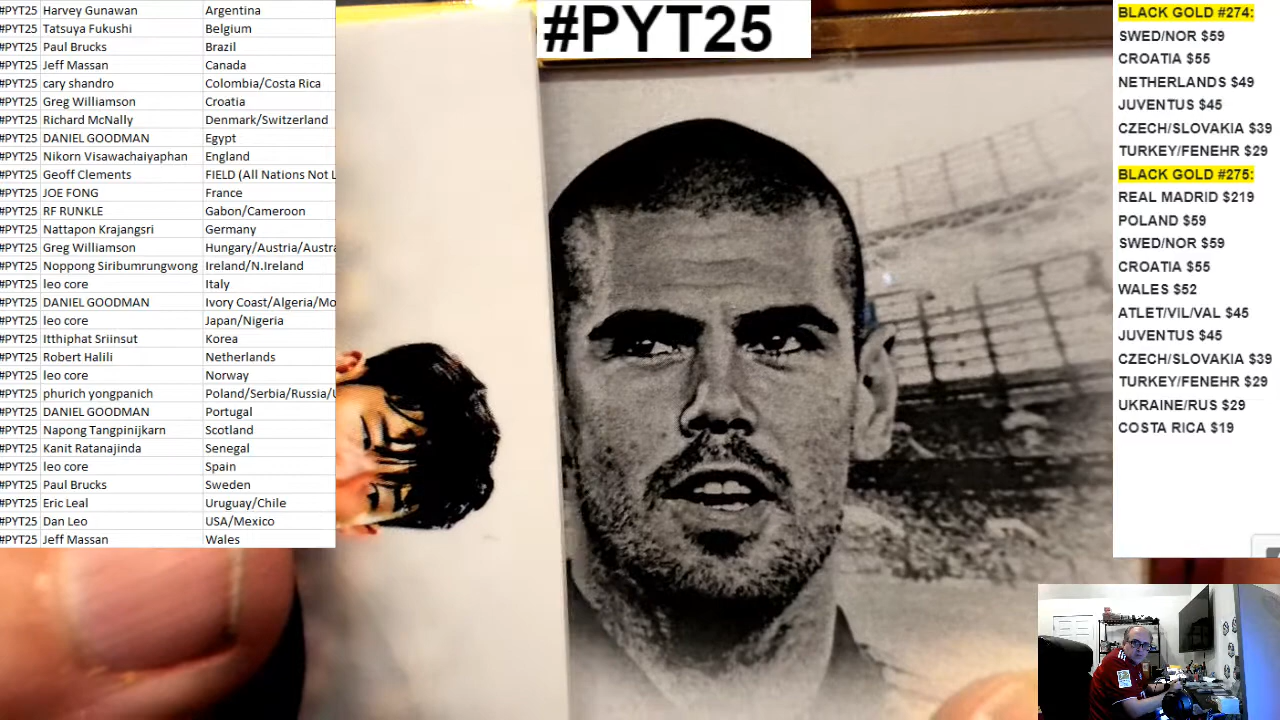 #PYT25
#PYT25 Harvey Gunawan Argentina
#PYT25 Tatsuya Fukushi Belgium
#PYT25 Paul Brucks Brazil
#PYT25 Jeff Massan Canada
#PYT25 cary shandro Colombia/Costa Rica
#PYT25 Greg Williamson Croatia
#PYT25 Richard McNally Denmark/Switzerland
#PYT25 DANIEL GOODMAN Egypt
#PYT25 Nikorn Visawachaiyaphan England
#PYT25 Geoff Clements FIELD (All Nations Not L
#PYT25 JOE FONG France
#PYT25 RF RUNKLE Gabon/Cameroon
#PYT25 Nattapon Krajangsri Germany
#PYT25 Greg Williamson Hungary/Austria/Austra
#PYT25 Noppong Siribumrungwong Ireland/N.Ireland
#PYT25 leo core Italy
#PYT25 DANIEL GOODMAN Ivory Coast/Algeria/Mo
#PYT25 leo core Japan/Nigeria
#PYT25 Itthiphat Sriinsut Korea
#PYT25 Robert Halili Netherlands
#PYT25 leo core Norway
#PYT25 phurich yongpanich Poland/Serbia/Russia/U
#PYT25 DANIEL GOODMAN Portugal
#PYT25 Napong Tangpinijkarn Scotland
#PYT25 Kanit Ratanajinda Senegal
#PYT25 leo core Spain
#PYT25 Paul Brucks Sweden
#PYT25 Eric Leal Uruguay/Chile
#PYT25 Dan Leo USA/Mexico
#PYT25 Jeff Massan Wales
BLACK GOLD #274:
SWED/NOR $59
CROATIA $55
NETHERLANDS $49
JUVENTUS $45
CZECH/SLOVAKIA $39
TURKEY/FENEHR $29
BLACK GOLD #275:
REAL MADRID $219
POLAND $59
SWED/NOR $59
CROATIA $55
WALES $52
ATLET/VIL/VAL $45
JUVENTUS $45
CZECH/SLOVAKIA $39
TURKEY/FENEHR $29
UKRAINE/RUS $29
COSTA RICA $19